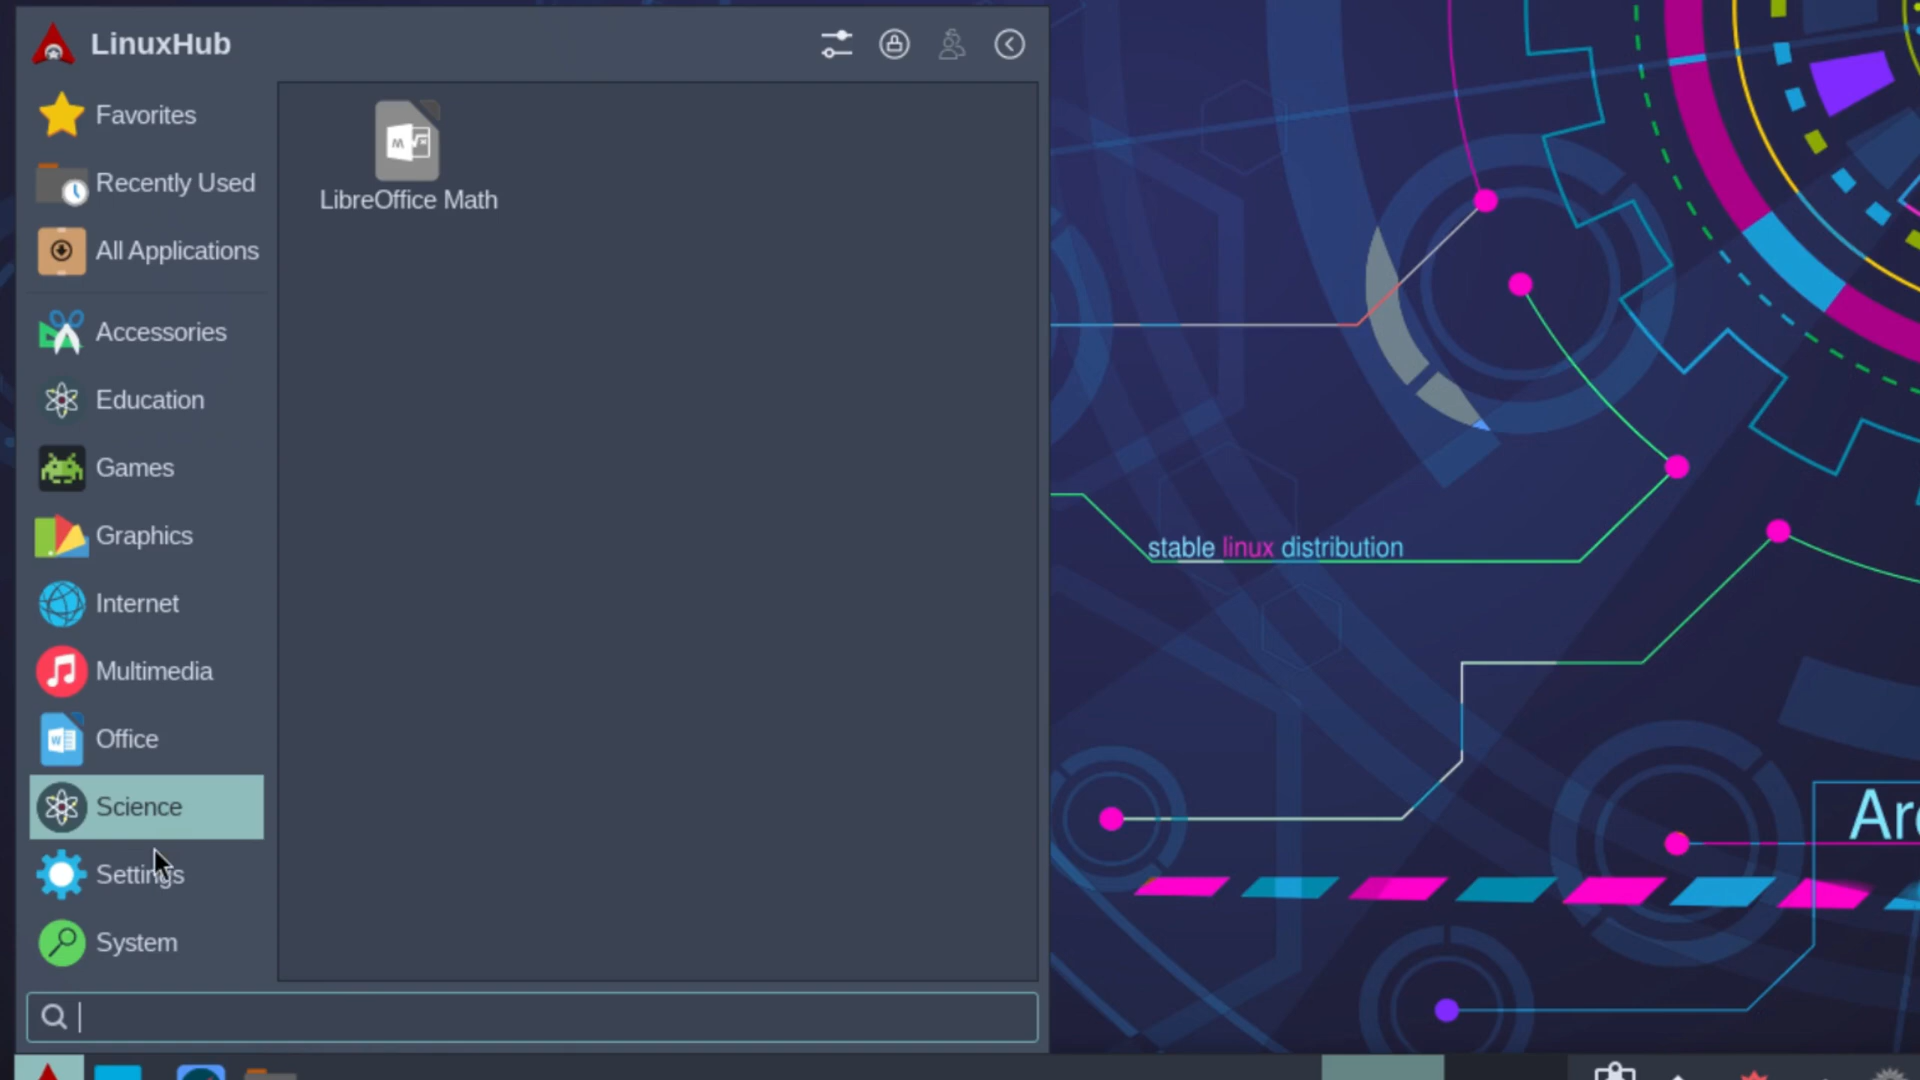 LinuxHub
Favorites
Recently Used
All Applications
Accessories
Education
Games
Graphics
Internet
Multimedia
Office
Science
Settings
System
LibreOffice Math
stable linux distribution